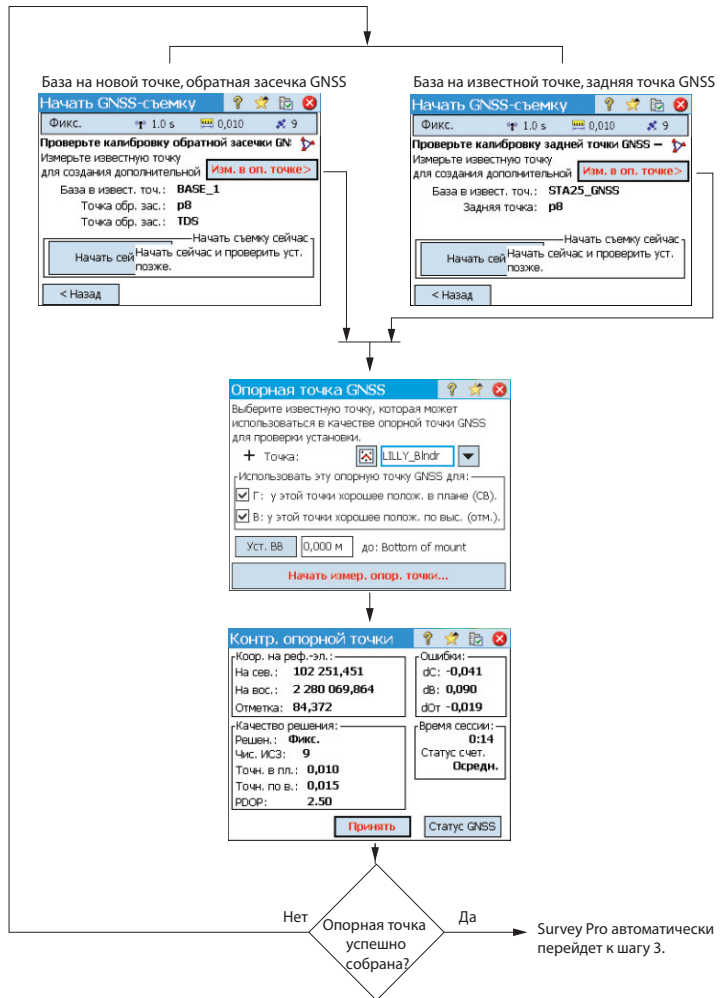 База на новой точке, обратная засечка GNSS
Начать GNSS-съемку
Фикс. 1.0 s 0,010 9
Проверьте калибровку обратной засечки GN
Измерьте известную точку
для создания дополнительной
Изм. в оп. точке>
База в извест. точ.: BASE_1
Точка обр. зас.: p8
Точка обр. зас.: TDS
Начать съемку сейчас
Начать сей
Начать сейчас и проверить уст.
позже.
< Назад
База на известной точке, задняя точка GNSS
Начать GNSS-съемку
Фикс. 1.0 s 0,010 9
Проверьте калибровку задней точки GNSS —
Измерьте известную точку
для создания дополнительной
Изм. в оп. точке>
База в извест. точ.: STA25_GNSS
Задняя точка: p8
Начать съемку сейчас
Начать сей
Начать сейчас и проверить уст.
позже.
< Назад
Опорная точка GNSS
Выберите известную точку, которая может
использоваться в качестве опорной точки GNSS
для проверки установки.
+ Точка: LILLY_Blndr
Использовать эту опорную точку GNSS для:
Г: у этой точки хорошее полож. в плане (СВ).
В: у этой точки хорошее полож. по выс. (отм.).
Уст. ВВ 0,000 м до: Bottom of mount
Начать измер. опор. точки...
Контр. опорной точки
Коор. на реф.-эл.:
На сев.: 102 251,451
На вос.: 2 280 069,864
Отметка: 84,372
Ошибки:
dС: -0,041
dВ: 0,090
dОт -0,019
Качество решения:
Решен.: Фикс.
Чис. ИСЗ: 9
Точн. в пл.: 0,010
Точн. по в.: 0,015
PDOP: 2.50
Время сессии:
0:14
Статус счет.
Осредн.
Принять
Статус GNSS
Нет
Опорная точка
успешно
собрана?
Да
Survey Pro автоматически
перейдет к шагу 3.